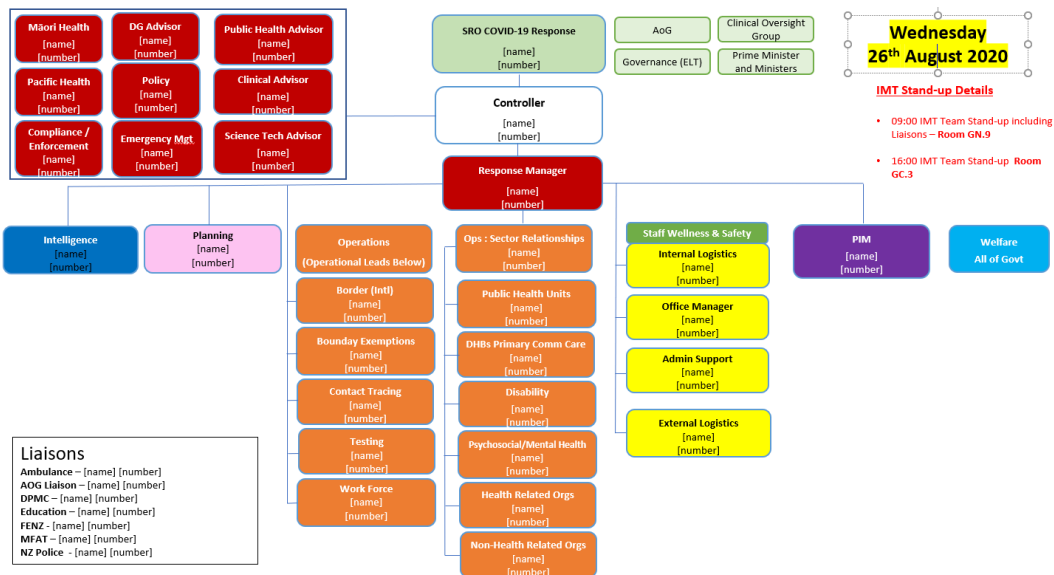 Māori Health
[name]
[number]
DG Advisor
[name]
[number]
Public Health Advisor
[name]
[number]
Pacific Health
[name]
[number]
Policy
[name]
[number]
Clinical Advisor
[name]
[number]
Compliance /
Enforcement
[name]
[number]
Emergency Mgt
[name]
[number]
Science Tech Advisor
[name]
[number]
SRO COVID-19 Response
[name]
[number]
AoG
Clinical Oversight
Group
Governance (ELT)
Prime Minister
and Ministers
Wednesday
26th August 2020
IMT Stand-up Details
• 09:00 IMT Team Stand-up including
Liaisons – Room GN.9
• 16:00 IMT Team Stand-up Room
GC.3
Controller
[name]
[number]
Response Manager
[name]
[number]
Intelligence
[name]
[number]
Planning
[name]
[number]
Operations
(Operational Leads Below)
Border (Intl)
[name]
[number]
Bounday Exemptions
[name]
[number]
Contact Tracing
[name]
[number]
Testing
[name]
[number]
Work Force
[name]
[number]
Ops : Sector Relationships
[name]
[number]
Public Health Units
[name]
[number]
DHBs Primary Comm Care
[name]
[number]
Disability
[name]
[number]
Psychosocial/Mental Health
[name]
[number]
Health Related Orgs
[name]
[number]
Non-Health Related Orgs
[name]
[number]
Staff Wellness & Safety
Internal Logistics
[name]
[number]
Office Manager
[name]
[number]
Admin Support
[name]
[number]
External Logistics
[name]
[number]
PIM
[name]
[number]
Welfare
All of Govt
Liaisons
Ambulance – [name] [number]
AOG Liaison – [name] [number]
DPMC – [name] [number]
Education – [name] [number]
FENZ - [name] [number]
MFAT – [name] [number]
NZ Police - [name] [number]